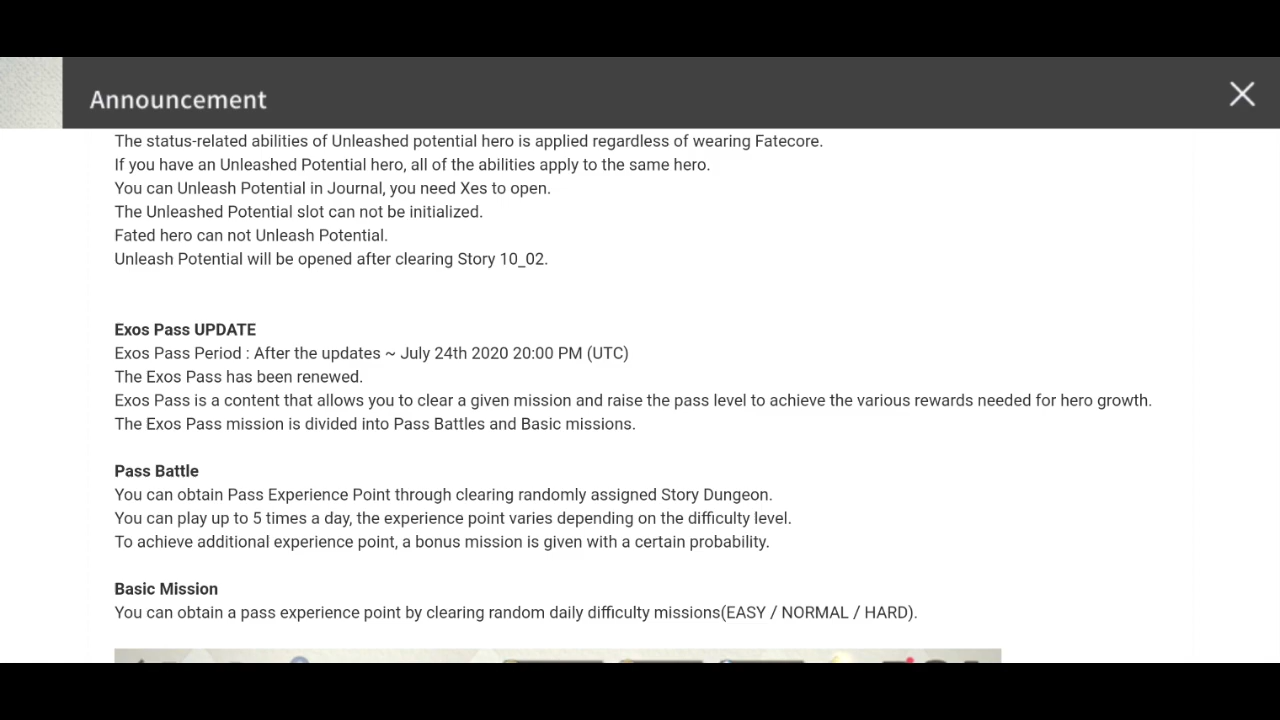 Announcement
The status-related abilities of Unleashed potential hero is applied regardless of wearing Fatecore.
If you have an Unleashed Potential hero, all of the abilities apply to the same hero.
You can Unleash Potential in Journal, you need Xes to open.
The Unleashed Potential slot can not be initialized.
Fated hero can not Unleash Potential.
Unleash Potential will be opened after clearing Story 10_02.
Exos Pass UPDATE
Exos Pass Period : After the updates ~ July 24th 2020 20:00 PM (UTC)
The Exos Pass has been renewed.
Exos Pass is a content that allows you to clear a given mission and raise the pass level to achieve the various rewards needed for hero growth.
The Exos Pass mission is divided into Pass Battles and Basic missions.
Pass Battle
You can obtain Pass Experience Point through clearing randomly assigned Story Dungeon.
You can play up to 5 times a day, the experience point varies depending on the difficulty level.
To achieve additional experience point, a bonus mission is given with a certain probability.
Basic Mission
You can obtain a pass experience point by clearing random daily difficulty missions(EASY / NORMAL / HARD).